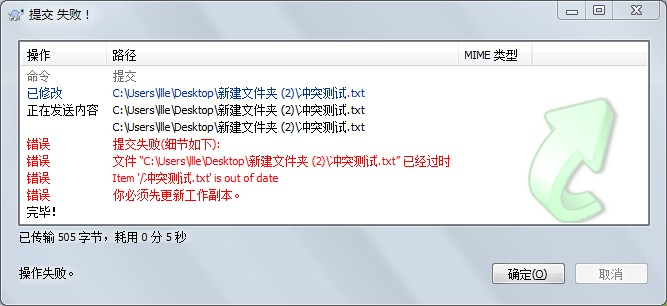 提交 失败！
操作 路径 MIME 类型
命令 提交
已修改 C:\Users\llle\Desktop\新建文件夹 (2)\冲突测试.txt
正在发送内容 C:\Users\llle\Desktop\新建文件夹 (2)\冲突测试.txt
C:\Users\llle\Desktop\新建文件夹 (2)\冲突测试.txt
错误 提交失败(细节如下):
错误 文件 “C:\Users\llle\Desktop\新建文件夹 (2)\冲突测试.txt” 已经过时
错误 Item '/冲突测试.txt' is out of date
错误 你必须先更新工作副本。
完毕!
已传输 505 字节，耗用 0 分 5 秒
操作失败。
确定(O) 取消